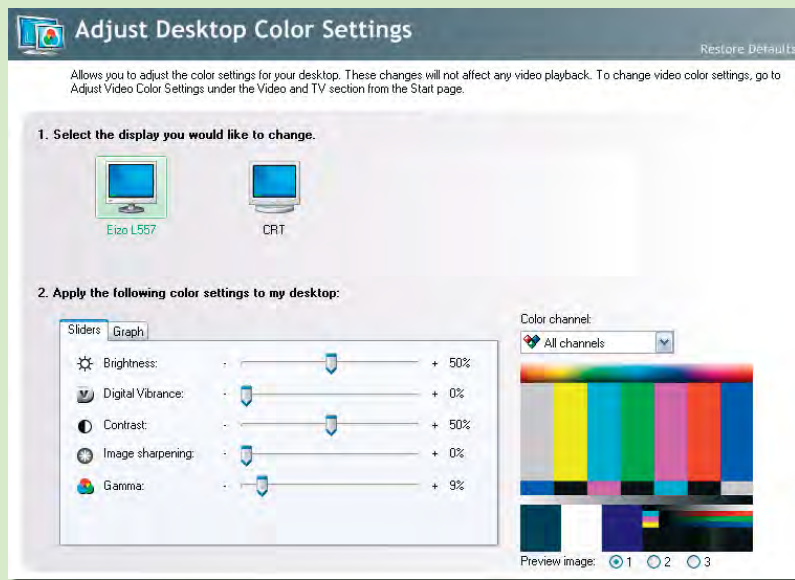 Adjust Desktop Color Settings
Restore Defaults
Allows you to adjust the color settings for your desktop. These changes will not affect any video playback. To change video color settings, go to
Adjust Video Color Settings under the Video and TV section from the Start page.
1. Select the display you would like to change.
Eizo L557
CRT
2. Apply the following color settings to my desktop:
Sliders
Graph
Brightness: - + 50%
Digital Vibrance: - + 0%
Contrast: - + 50%
Image sharpening: - + 0%
Gamma: - + 9%
Color channel:
All channels
Preview image: 1 2 3